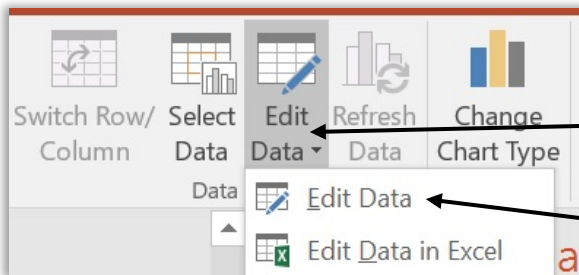 Switch Row/ Select Edit Refresh Change
Column Data Data Data Chart Type
Data
Edit Data
Edit Data in Excel
a